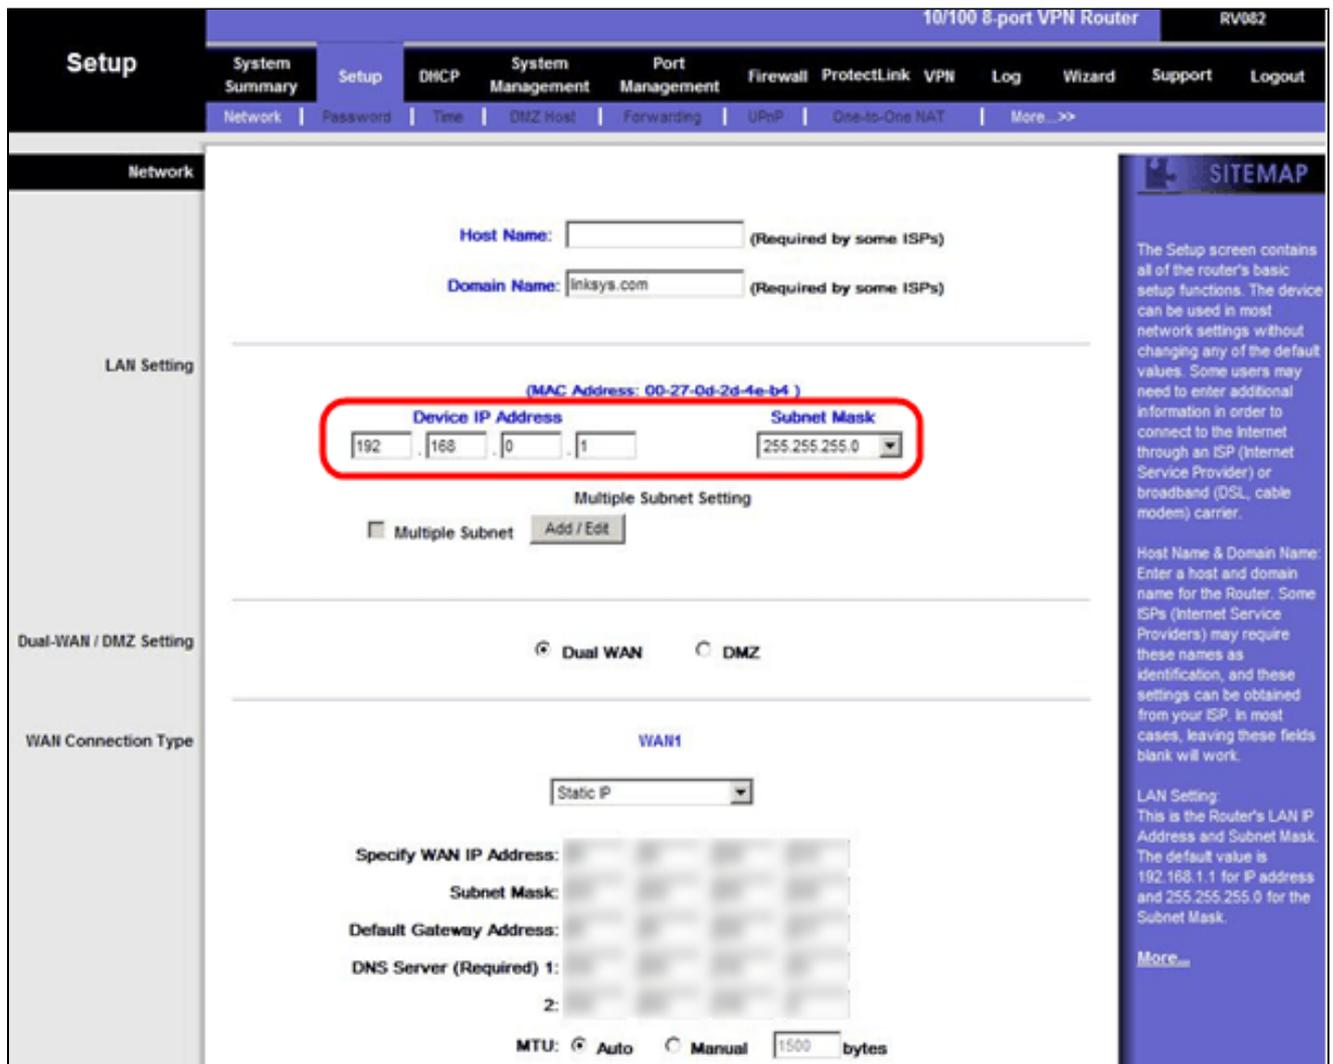 10/100 8-port VPN Router
RV082
Setup
System Summary
Setup
DHCP
System Management
Port Management
Firewall
ProtectLink
VPN
Log
Wizard
Support
Logout
Network
Password
Time
DMZ Host
Forwarding
UPnP
One-to-One NAT
More...>>
Network
Host Name:
(Required by some ISPs)
Domain Name: linksys.com (Required by some ISPs)
LAN Setting
(MAC Address: 00-27-0d-2d-4e-b4 )
Device IP Address
Subnet Mask
192 . 168 . 0 . 1
255.255.255.0
Multiple Subnet Setting
Multiple Subnet
Add / Edit
Dual-WAN / DMZ Setting
Dual WAN
DMZ
WAN Connection Type
WAN1
Static IP
Specify WAN IP Address:
Subnet Mask:
Default Gateway Address:
DNS Server (Required) 1:
2:
MTU: Auto Manual 1500 bytes
SITEMAP
The Setup screen contains
all of the router's basic
setup functions. The device
can be used in most
network settings without
changing any of the default
values. Some users may
need to enter additional
information in order to
connect to the Internet
through an ISP (Internet
Service Provider) or
broadband (DSL, cable
modem) carrier.
Host Name & Domain Name:
Enter a host and domain
name for the Router. Some
ISPs (Internet Service
Providers) may require
these names as
identification, and these
settings can be obtained
from your ISP. In most
cases, leaving these fields
blank will work.
LAN Setting:
This is the Router's LAN IP
Address and Subnet Mask.
The default value is
192.168.1.1 for IP address
and 255.255.255.0 for the
Subnet Mask.
More...